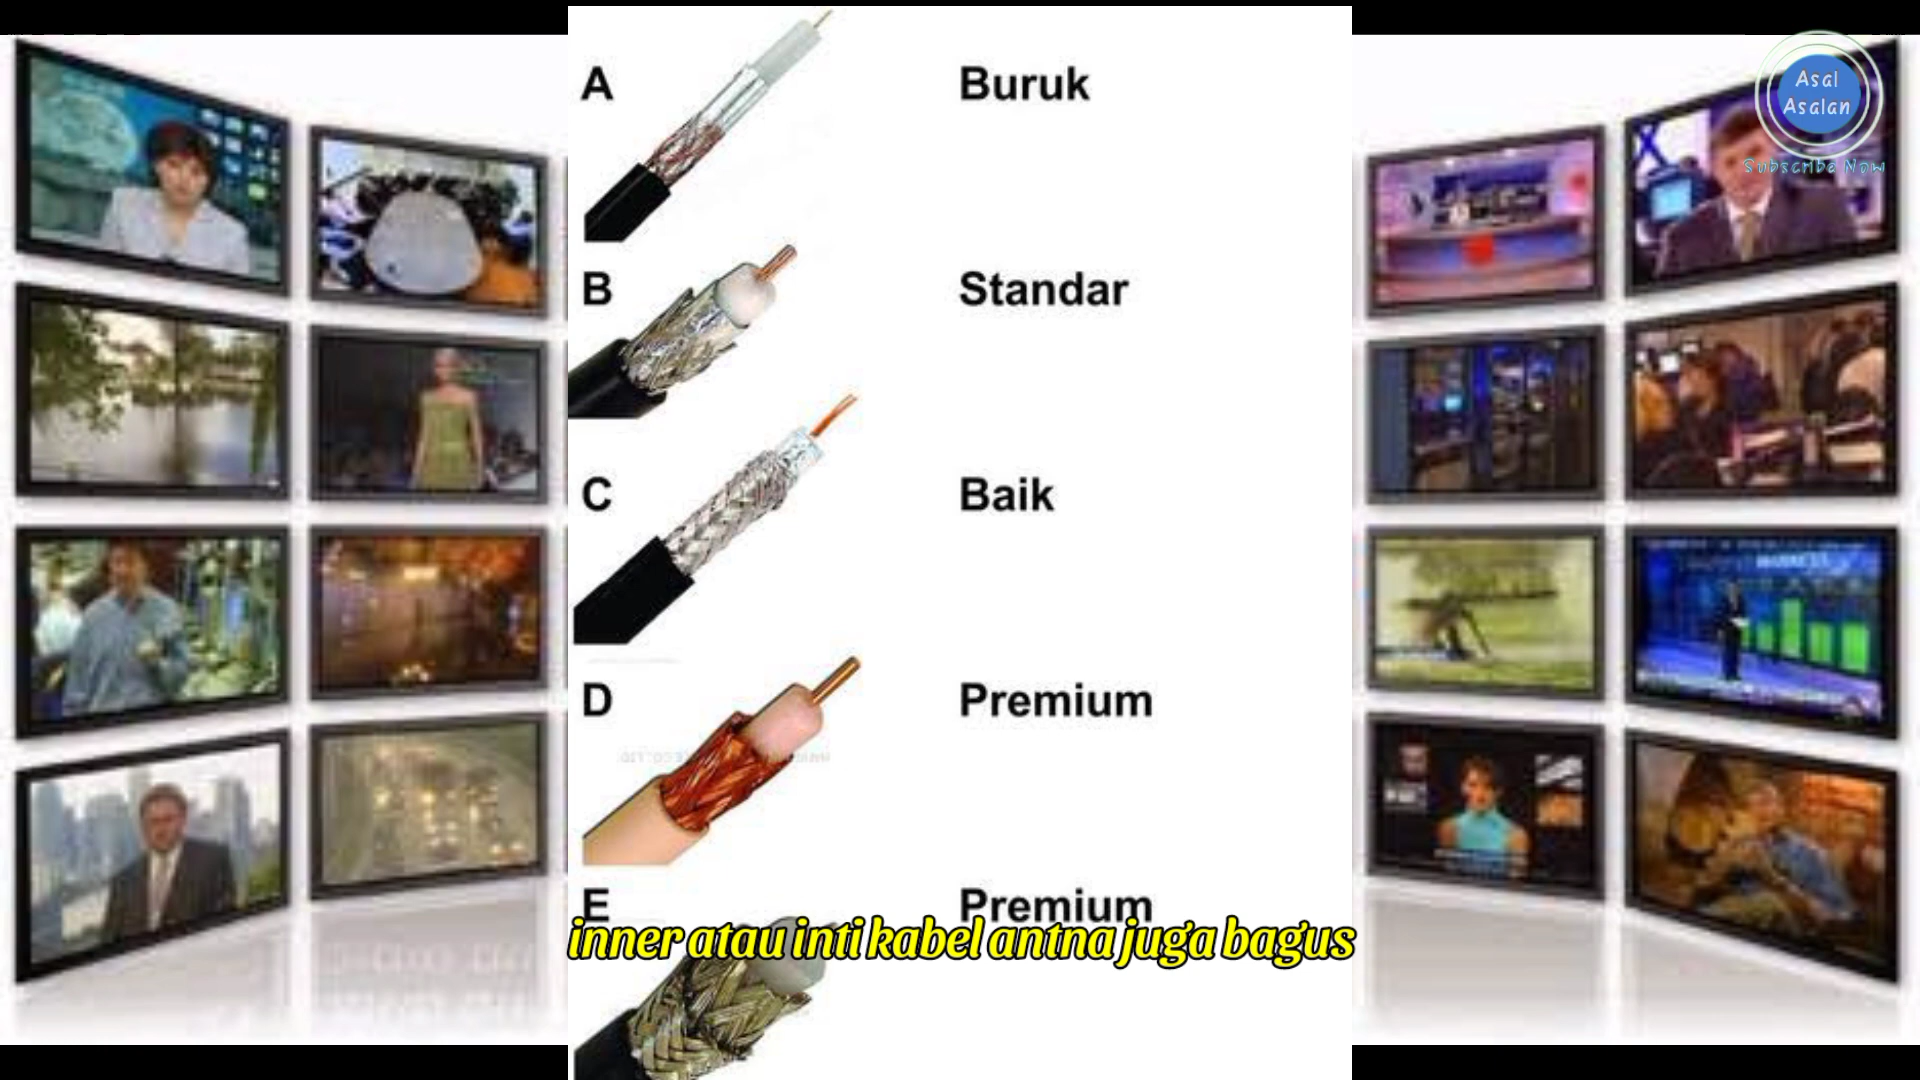 A Buruk
B Standar
C Baik
D Premium
E Premium
inner atau inti kabel antna juga bagus
Asal
Asalan
Subscribe Now